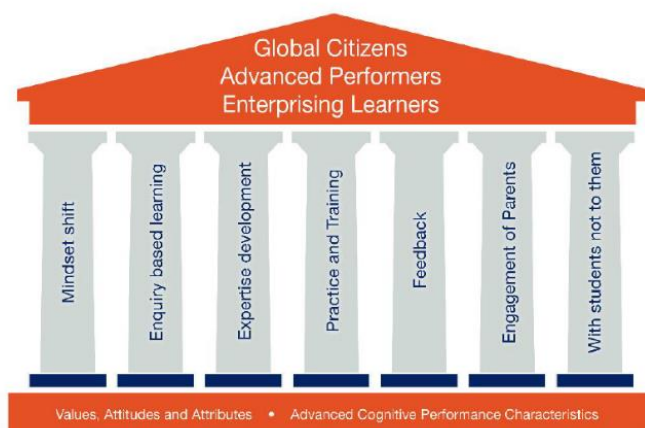 Global Citizens
Advanced Performers
Enterprising Learners
Mindset shift
Enquiry based learning
Expertise development
Practice and Training
Feedback
Engagement of Parents
With students not to them
Values, Attitudes and Attributes • Advanced Cognitive Performance Characteristics